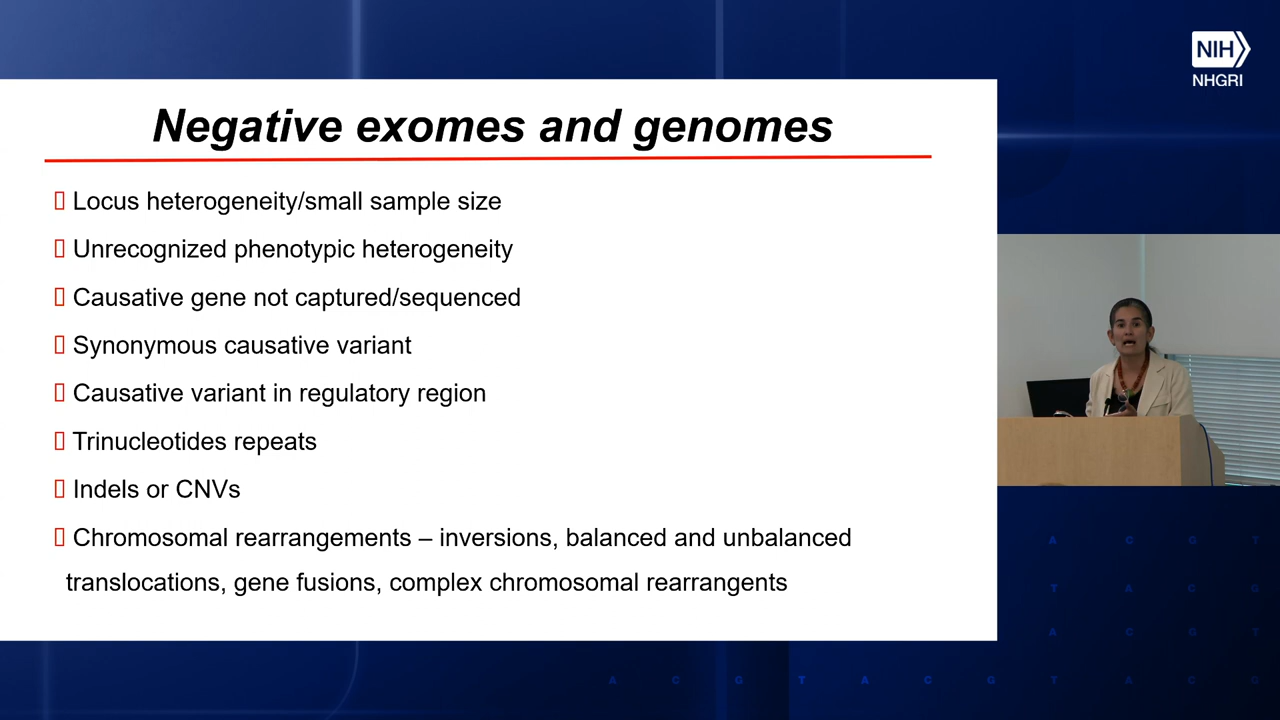 NIH
NHGRI
Negative exomes and genomes
Locus heterogeneity/small sample size
Unrecognized phenotypic heterogeneity
Causative gene not captured/sequenced
Synonymous causative variant
Causative variant in regulatory region
Trinucleotides repeats
Indels or CNVs
Chromosomal rearrangements – inversions, balanced and unbalanced
translocations, gene fusions, complex chromosomal rearrangents
A C G T
T A C G
A C G T
A C G T A C G T A C G